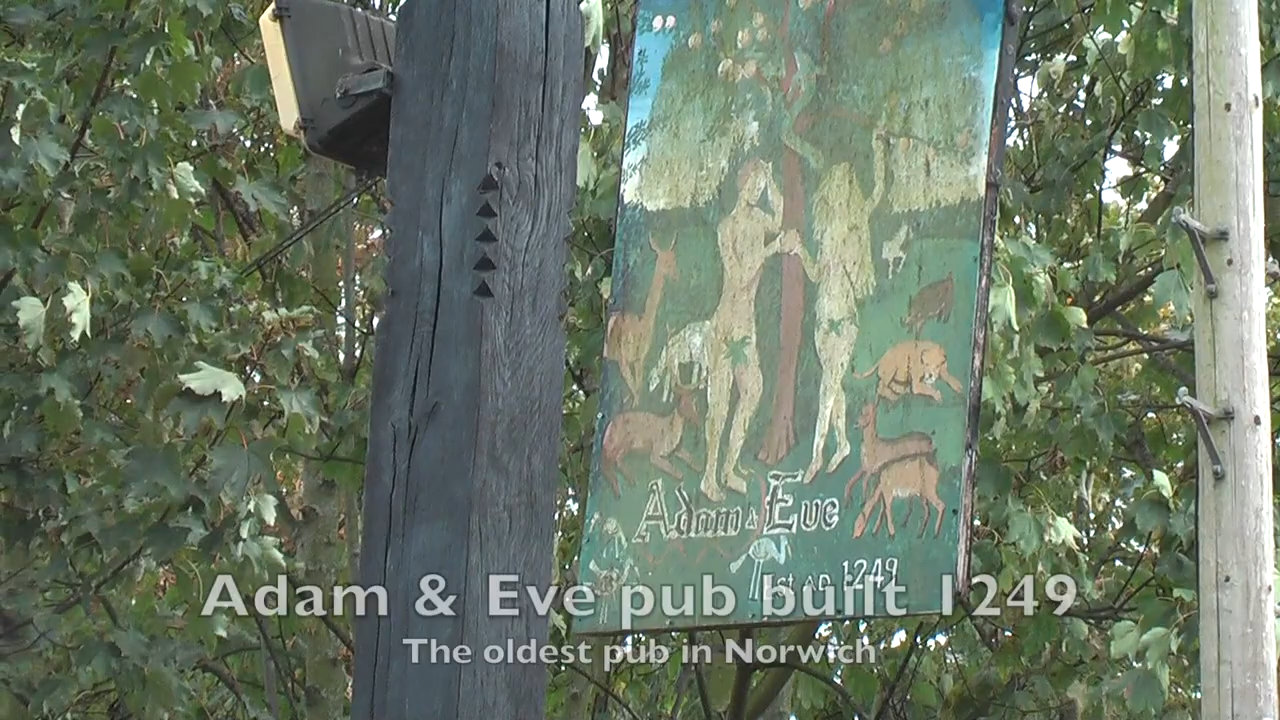 Adam & Eve
Est AD 1249
Adam & Eve pub built 1249
The oldest pub in Norwich